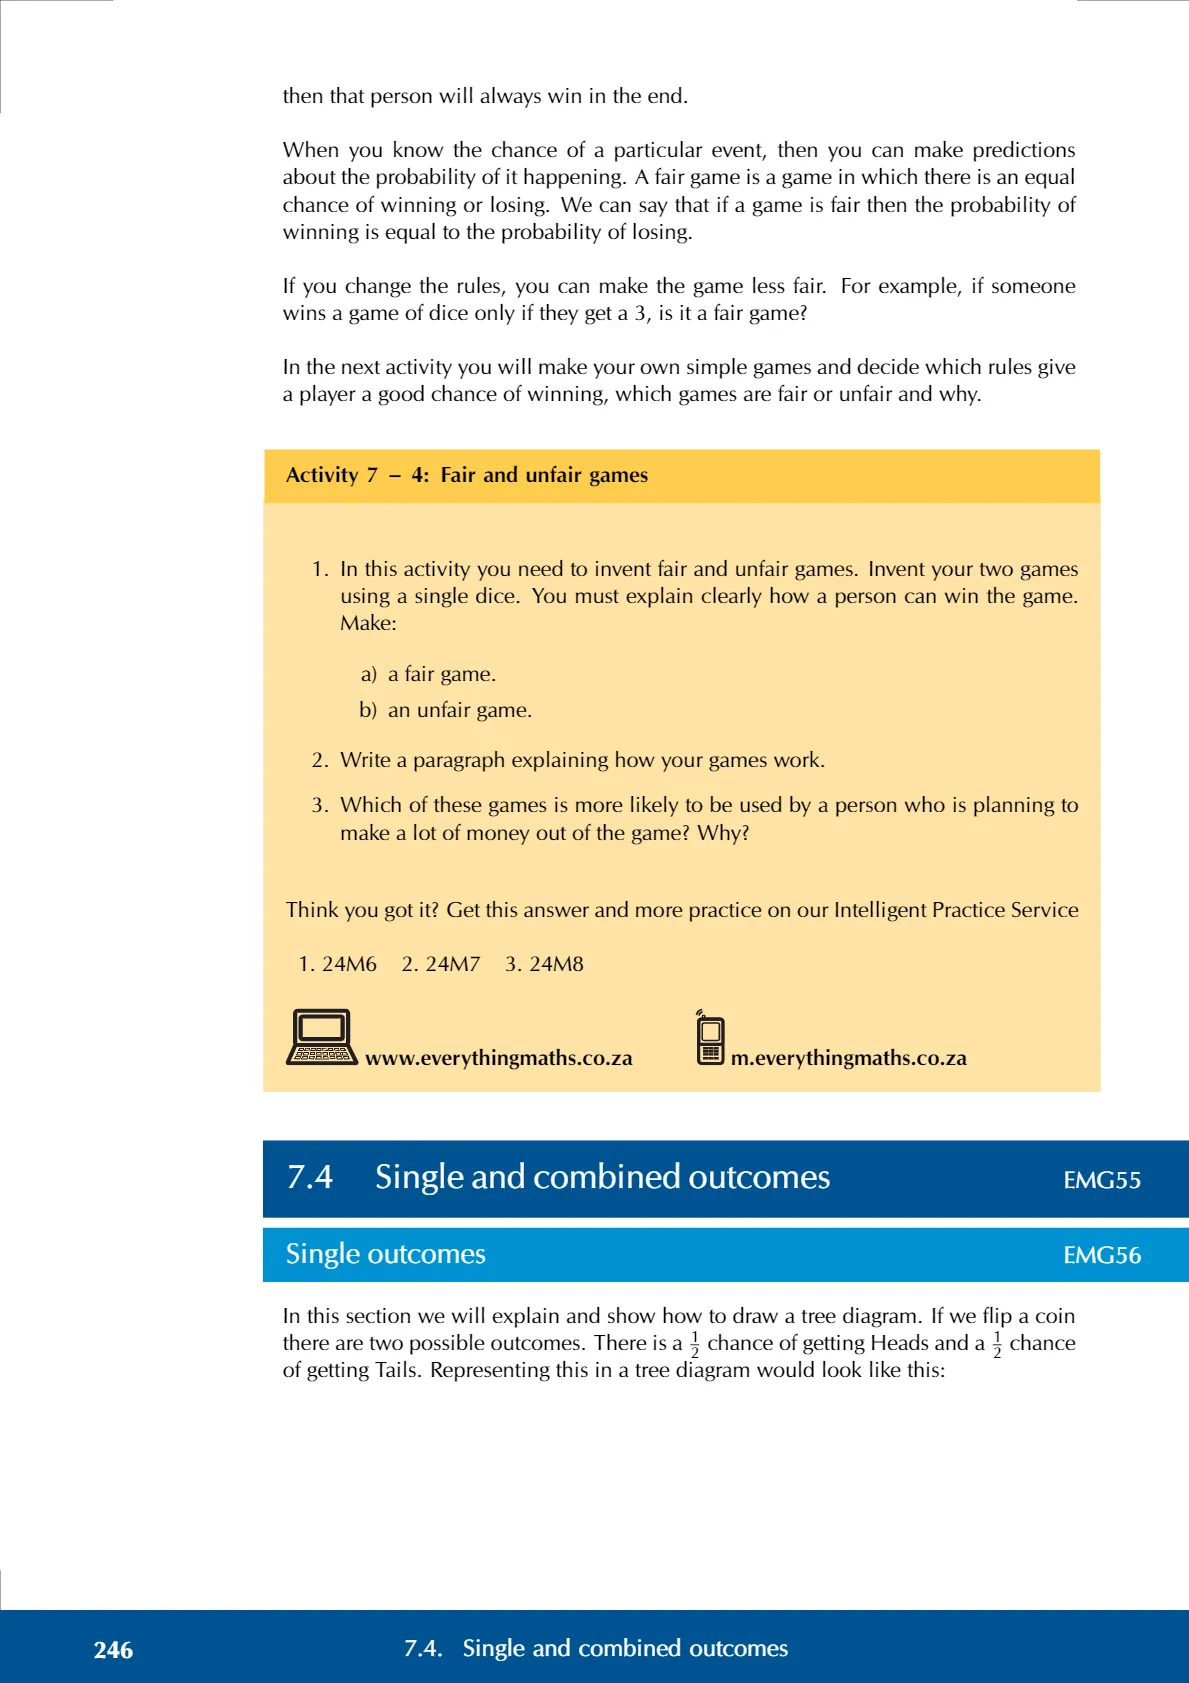 then that person will always win in the end.
When you know the chance of a particular event, then you can make predictions
about the probability of it happening. A fair game is a game in which there is an equal
chance of winning or losing. We can say that if a game is fair then the probability of
winning is equal to the probability of losing.
If you change the rules, you can make the game less fair. For example, if someone
wins a game of dice only if they get a 3, is it a fair game?
In the next activity you will make your own simple games and decide which rules give
a player a good chance of winning, which games are fair or unfair and why.
Activity 7 – 4: Fair and unfair games
1. In this activity you need to invent fair and unfair games. Invent your two games
using a single dice. You must explain clearly how a person can win the game.
Make:
a) a fair game.
b) an unfair game.
2. Write a paragraph explaining how your games work.
3. Which of these games is more likely to be used by a person who is planning to
make a lot of money out of the game? Why?
Think you got it? Get this answer and more practice on our Intelligent Practice Service
1. 24M6 2. 24M7 3. 24M8
www.everythingmaths.co.za m.everythingmaths.co.za
7.4 Single and combined outcomes EMG55
Single outcomes EMG56
In this section we will explain and show how to draw a tree diagram. If we flip a coin
there are two possible outcomes. There is a 1/2 chance of getting Heads and a 1/2 chance
of getting Tails. Representing this in a tree diagram would look like this:
246 7.4. Single and combined outcomes